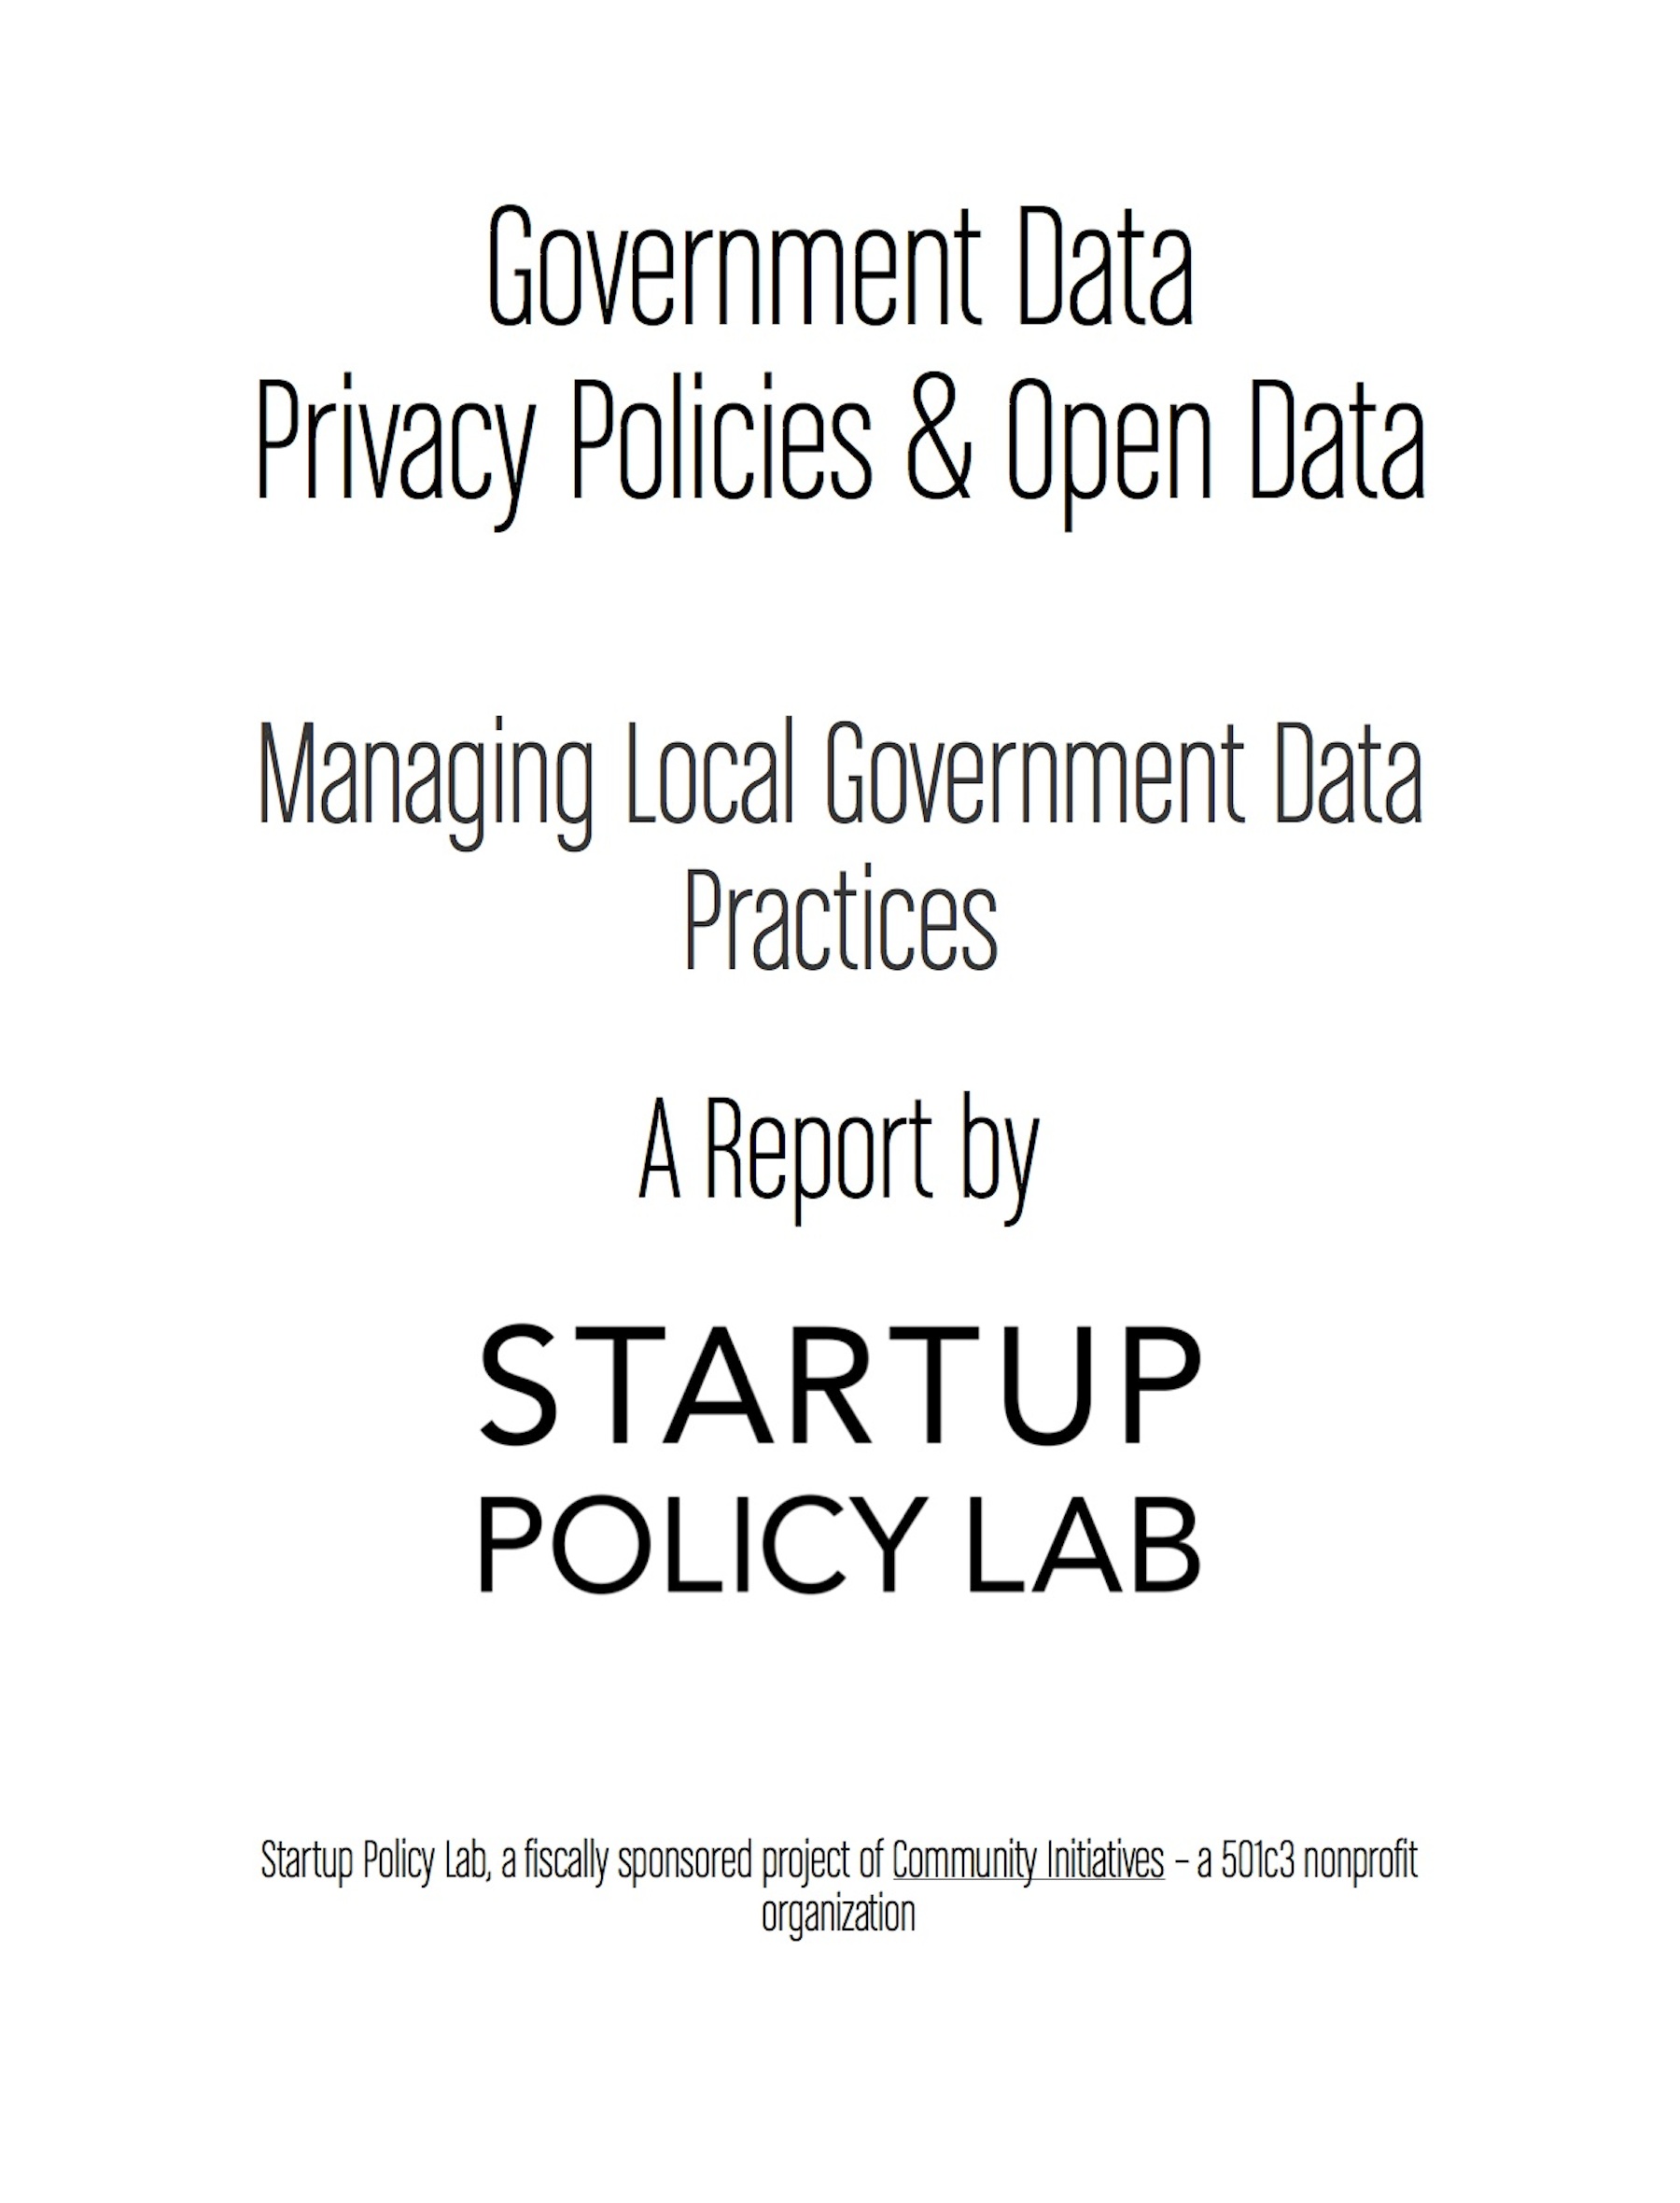 Government Data
Privacy Policies & Open Data
Managing Local Government Data
Practices
A Report by
STARTUP
POLICY LAB
Startup Policy Lab, a fiscally sponsored project of Community Initiatives – a 501c3 nonprofit
organization